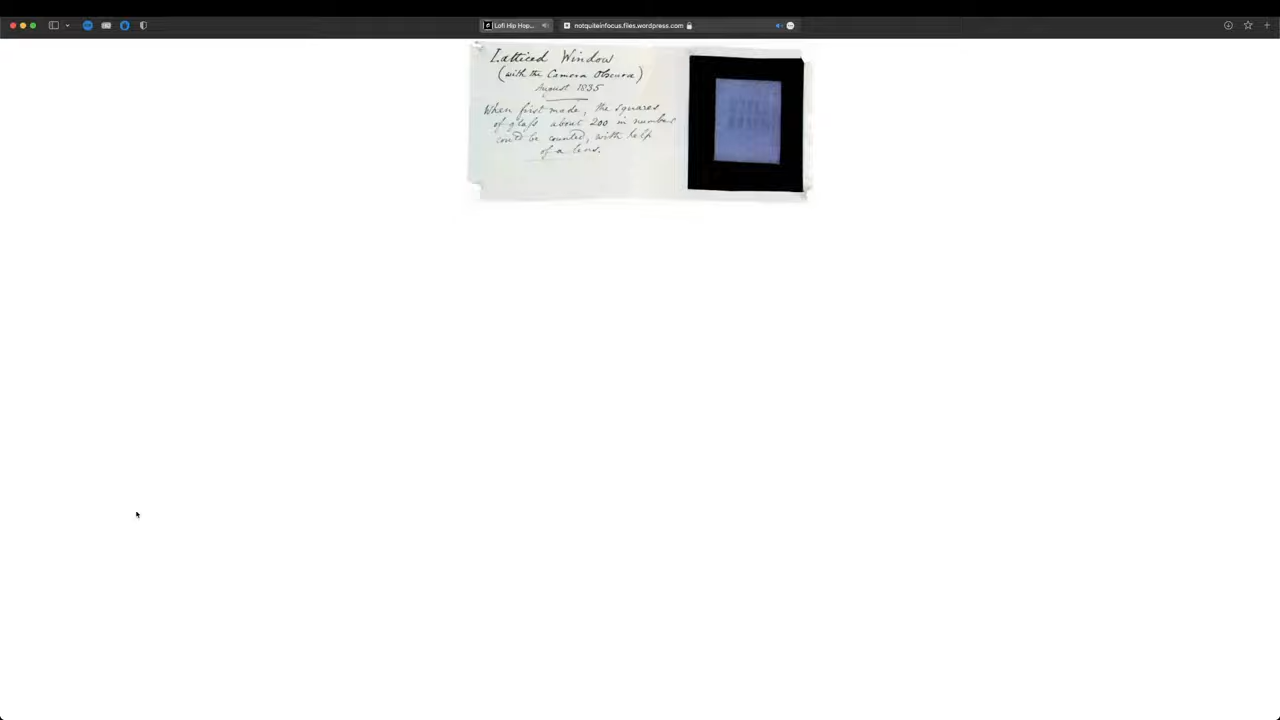 Lofi Hip Hop...
notquiteinfocus.files.wordpress.com
Latticed Window
(with the Camera Obscura)
August 1835
When first made, the squares
of glass about 200 in number
could be counted, with help
of a lens.